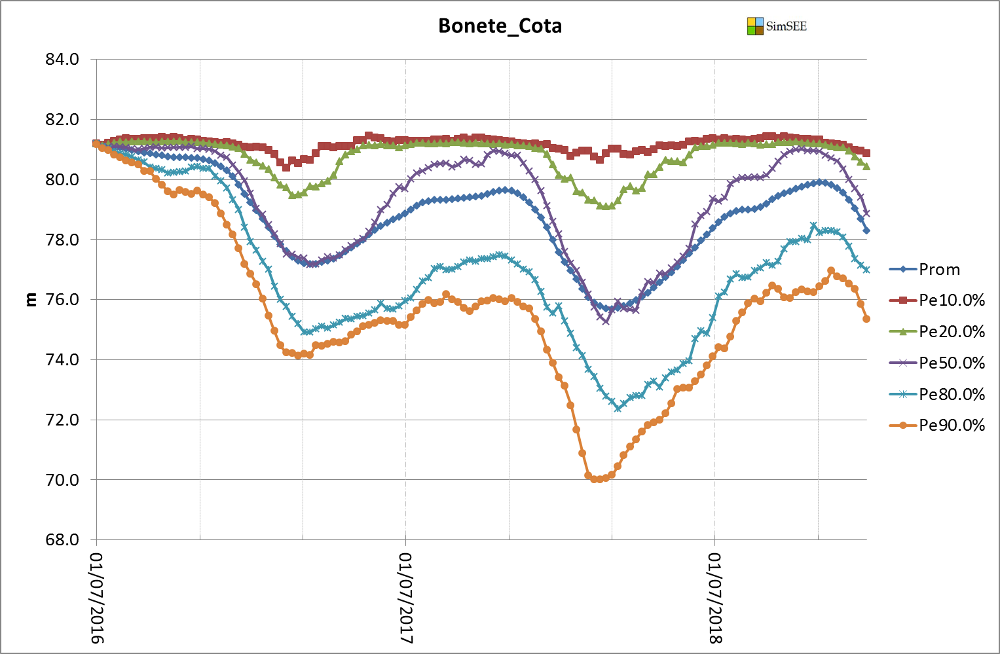 Bonete_Cota
SimSEE
84.0
82.0
80.0
78.0
76.0
74.0
72.0
70.0
68.0
m
01/07/2016
01/07/2017
01/07/2018
Prom
Pe10.0%
Pe20.0%
Pe50.0%
Pe80.0%
Pe90.0%